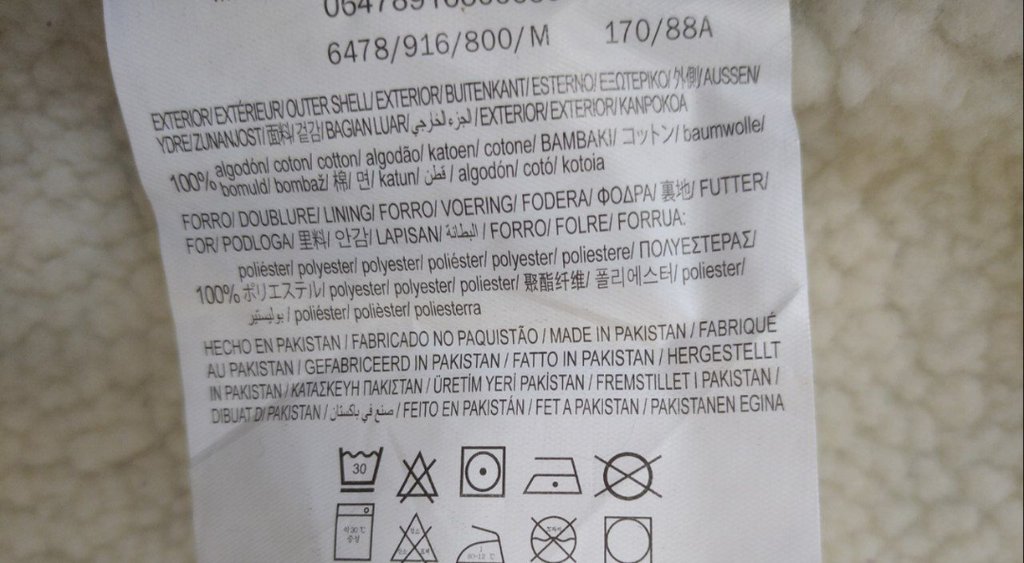 6478/916/800/M 170/88A
EXTERIOR/ EXTÉRIEUR/ OUTER SHELL/ EXTERIOR/ BUITENKANT/ ESTERNO/ ΕΞΩΤΕΡΙΚΟ/ 外側/ AUSSEN/
YDRE/ ZUNANJOST/ 面料/ 겉감/ BAGIAN LUAR/ الجزء الخارجي/ EXTERIOR/ EXTERIOR/ KANPOKOA
algodón/ coton/ cotton/ algodão/ katoen/ cotone/ ΒΑΜΒΑΚΙ/ コットン/ baumwolle/
100%
bomuld/ bombaž/ 棉/ 면/ katun/ قطن / algodón/ cotó/ kotoia
FORRO/ DOUBLURE/ LINING/ FORRO/ VOERING/ FODERA/ ΦΟΔΡΑ/ 裏地/ FUTTER/
FOR/ PODLOGA/ 里料/ 안감/ LAPISAN/ البطانة / FORRO/ FOLRE/ FORRUA:
poliéster/ polyester/ polyester/ poliéster/ polyester/ poliestere/ ΠΟΛΥΕΣΤΕΡΑΣ/
100% ポリエステル/ polyester/ polyester/ poliester/ 聚酯纤维/ 폴리에스터/ poliester/
بوليستير / poliéster/ polièster/ poliesterra
HECHO EN PAKISTAN / FABRICADO NO PAQUISTÃO / MADE IN PAKISTAN / FABRIQUÉ
AU PAKISTAN / GEFABRICEERD IN PAKISTAN / FATTO IN PAKISTAN / HERGESTELLT
IN PAKISTAN / ΚΑΤΑΣΚΕΥΗ ΠΑΚΙΣΤΑΝ / ÜRETİM YERİ PAKİSTAN / FREMSTILLET I PAKISTAN /
DIBUAT DI PAKISTAN / صنع في باكستان / FEITO EN PAKISTÁN / FET A PAKISTAN / PAKISTANEN EGINA
30